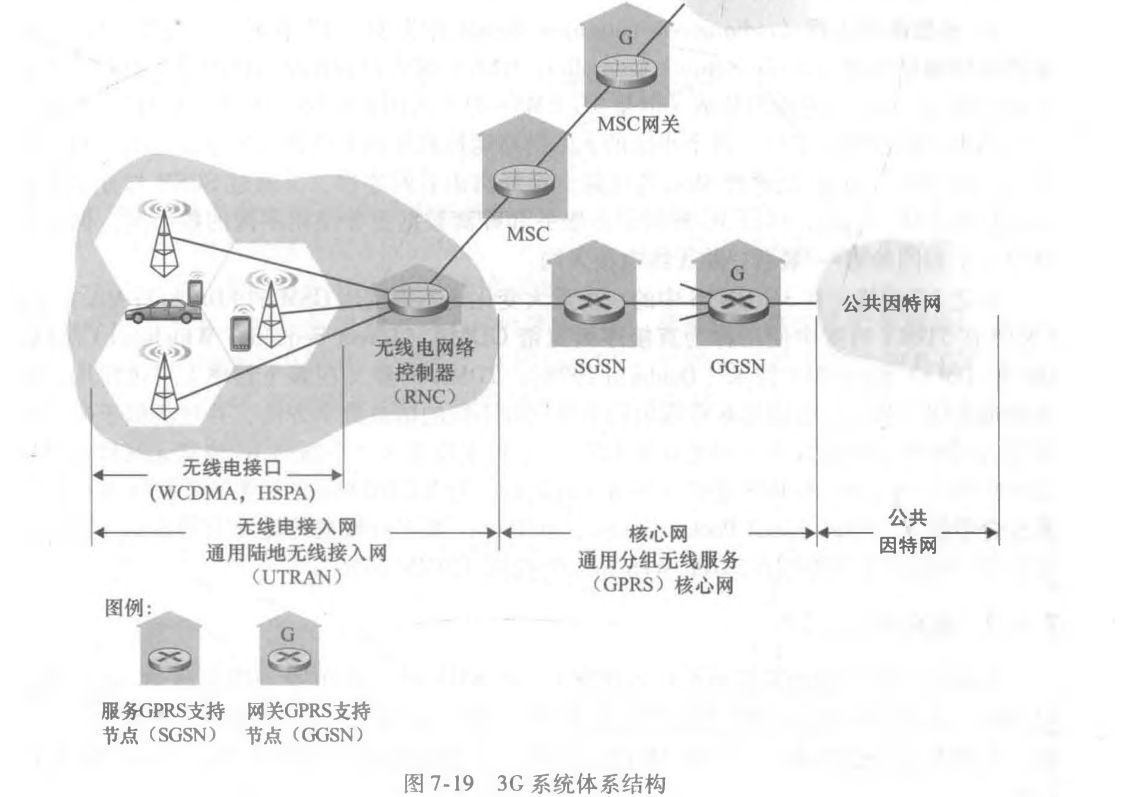 G
MSC网关
MSC
G
公共因特网
无线电网络
控制器
（RNC）
SGSN
GGSN
无线电接口
(WCDMA，HSPA)
无线电接入网
通用陆地无线接入网
（UTRAN）
核心网
通用分组无线服务
（GPRS）核心网
公共
因特网
图例：
G
服务GPRS支持
节点（SGSN）
网关GPRS支持
节点（GGSN）
图 7-19 3G 系统体系结构